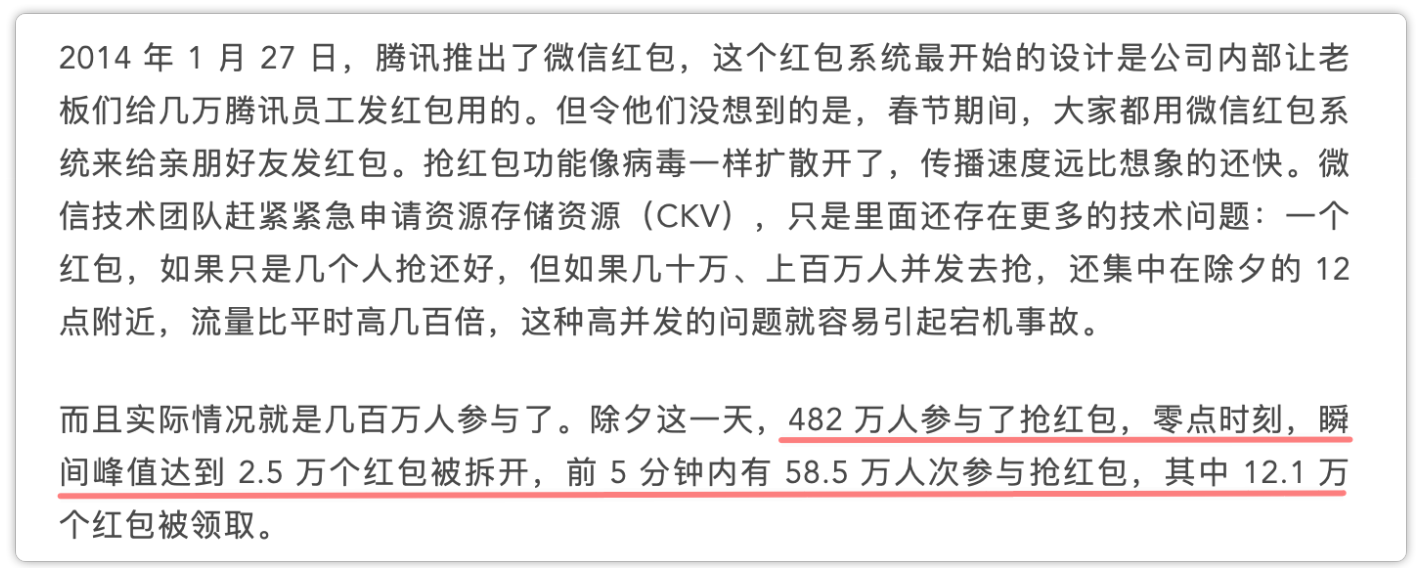 2014 年 1 月 27 日，腾讯推出了微信红包，这个红包系统最开始的设计是公司内部让老
板们给几万腾讯员工发红包用的。但令他们没想到的是，春节期间，大家都用微信红包系
统来给亲朋好友发红包。抢红包功能像病毒一样扩散开了，传播速度远比想象的还快。微
信技术团队赶紧紧急申请资源存储资源（CKV），只是里面还存在更多的技术问题：一个
红包，如果只是几个人抢还好，但如果几十万、上百万人并发去抢，还集中在除夕的 12
点附近，流量比平时高几百倍，这种高并发的问题就容易引起宕机事故。
而且实际情况就是几百万人参与了。除夕这一天，482 万人参与了抢红包，零点时刻，瞬
间峰值达到 2.5 万个红包被拆开，前 5 分钟内有 58.5 万人次参与抢红包，其中 12.1 万
个红包被领取。